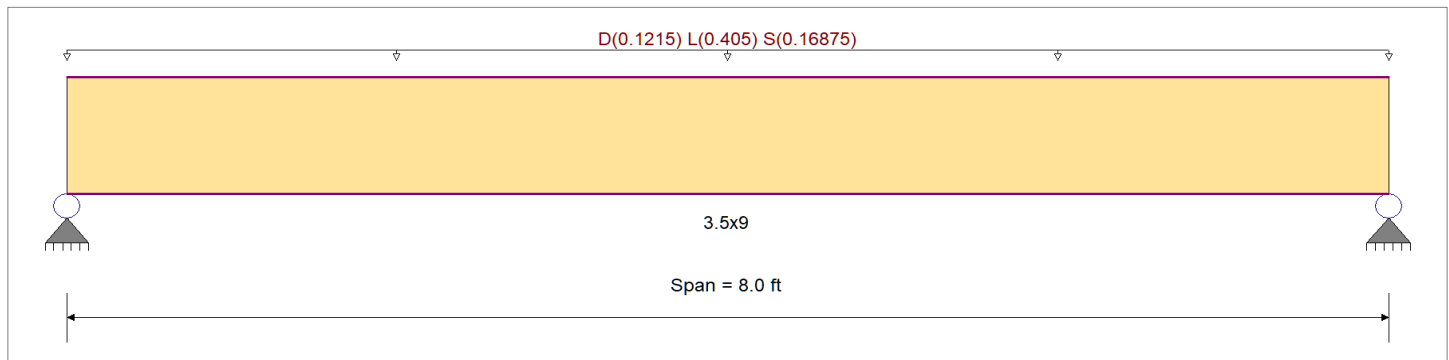 D(0.1215) L(0.405) S(0.16875)
3.5x9
Span = 8.0 ft